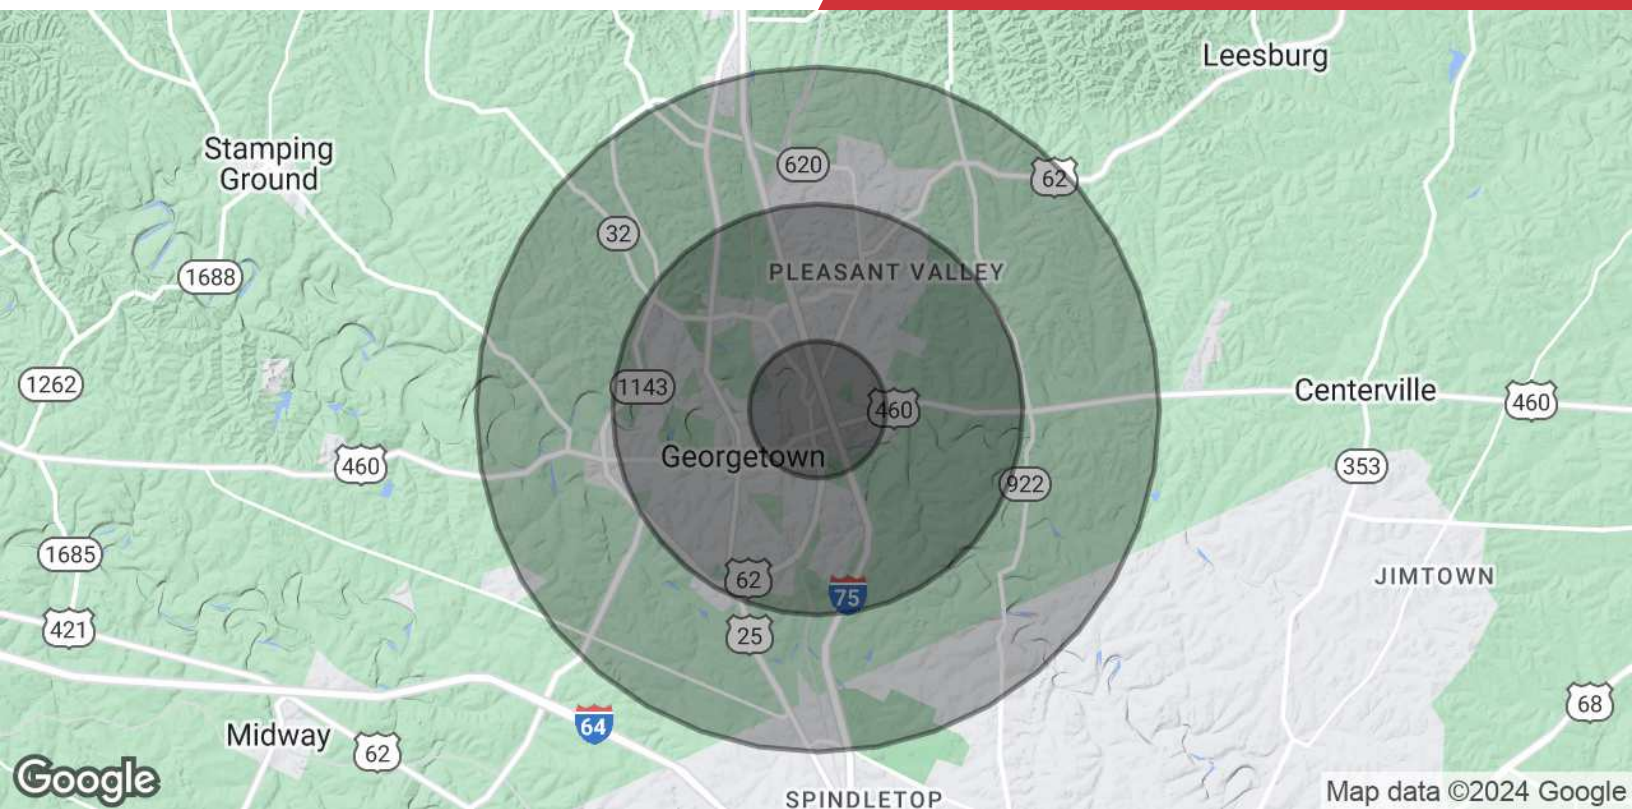 Leesburg
Stamping
Ground
620
62
32
1688
PLEASANT VALLEY
1262
1143
460
Centerville
460
460
Georgetown
353
922
1685
62
75
JIMTOWN
421
25
68
64
Midway
62
Google
SPINDLETOP
Map data ©2024 Google